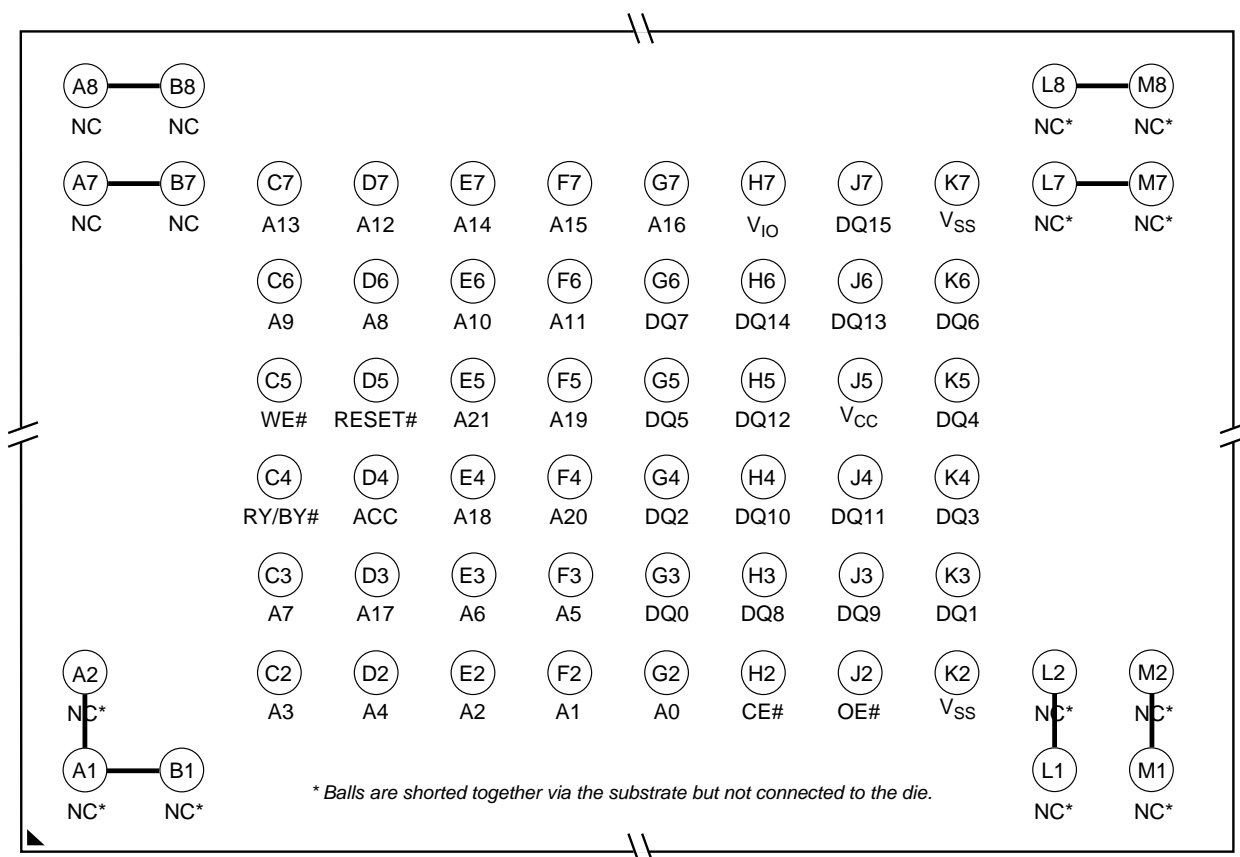 A8 B8 L8 M8
NC NC NC* NC*
A7 B7 C7 D7 E7 F7 G7 H7 J7 K7 L7 M7
NC NC A13 A12 A14 A15 A16 VIO DQ15 VSS NC* NC*
C6 D6 E6 F6 G6 H6 J6 K6
A9 A8 A10 A11 DQ7 DQ14 DQ13 DQ6
C5 D5 E5 F5 G5 H5 J5 K5
WE# RESET# A21 A19 DQ5 DQ12 VCC DQ4
C4 D4 E4 F4 G4 H4 J4 K4
RY/BY# ACC A18 A20 DQ2 DQ10 DQ11 DQ3
C3 D3 E3 F3 G3 H3 J3 K3
A7 A17 A6 A5 DQ0 DQ8 DQ9 DQ1
A2 C2 D2 E2 F2 G2 H2 J2 K2 L2 M2
NC* A3 A4 A2 A1 A0 CE# OE# VSS NC* NC*
A1 B1 L1 M1
* Balls are shorted together via the substrate but not connected to the die.
NC* NC* NC* NC*